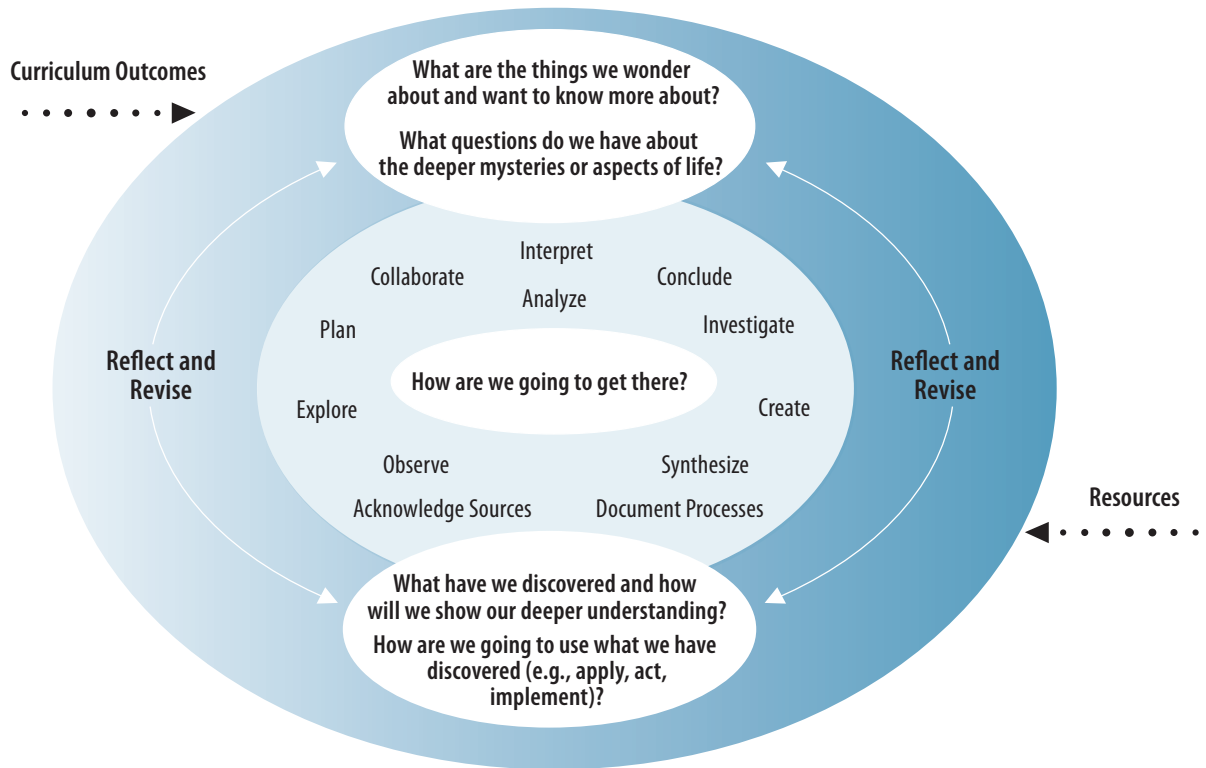 Curriculum Outcomes
What are the things we wonder
about and want to know more about?
What questions do we have about
the deeper mysteries or aspects of life?
Interpret
Collaborate
Conclude
Analyze
Plan
Investigate
Reflect and
Revise
How are we going to get there?
Reflect and
Revise
Explore
Create
Observe
Synthesize
Acknowledge Sources
Document Processes
Resources
What have we discovered and how
will we show our deeper understanding?
How are we going to use what we have
discovered (e.g., apply, act,
implement)?